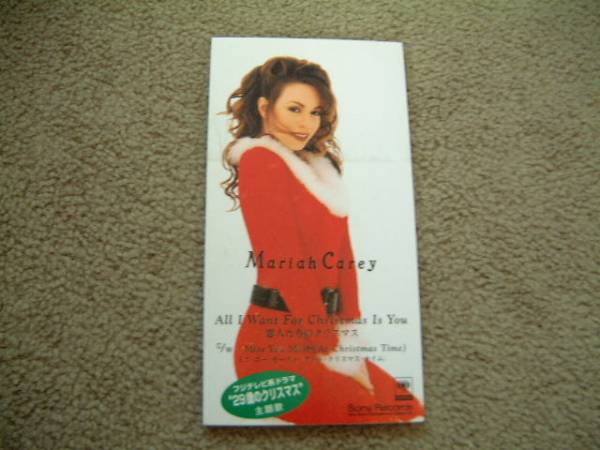 Mariah Carey
All I Want For Christmas Is You
恋人たちのクリスマス
C/W Miss You Most (At Christmas Time)
フジテレビ系ドラマ
"29歳のクリスマス"
主題歌
Sony Records